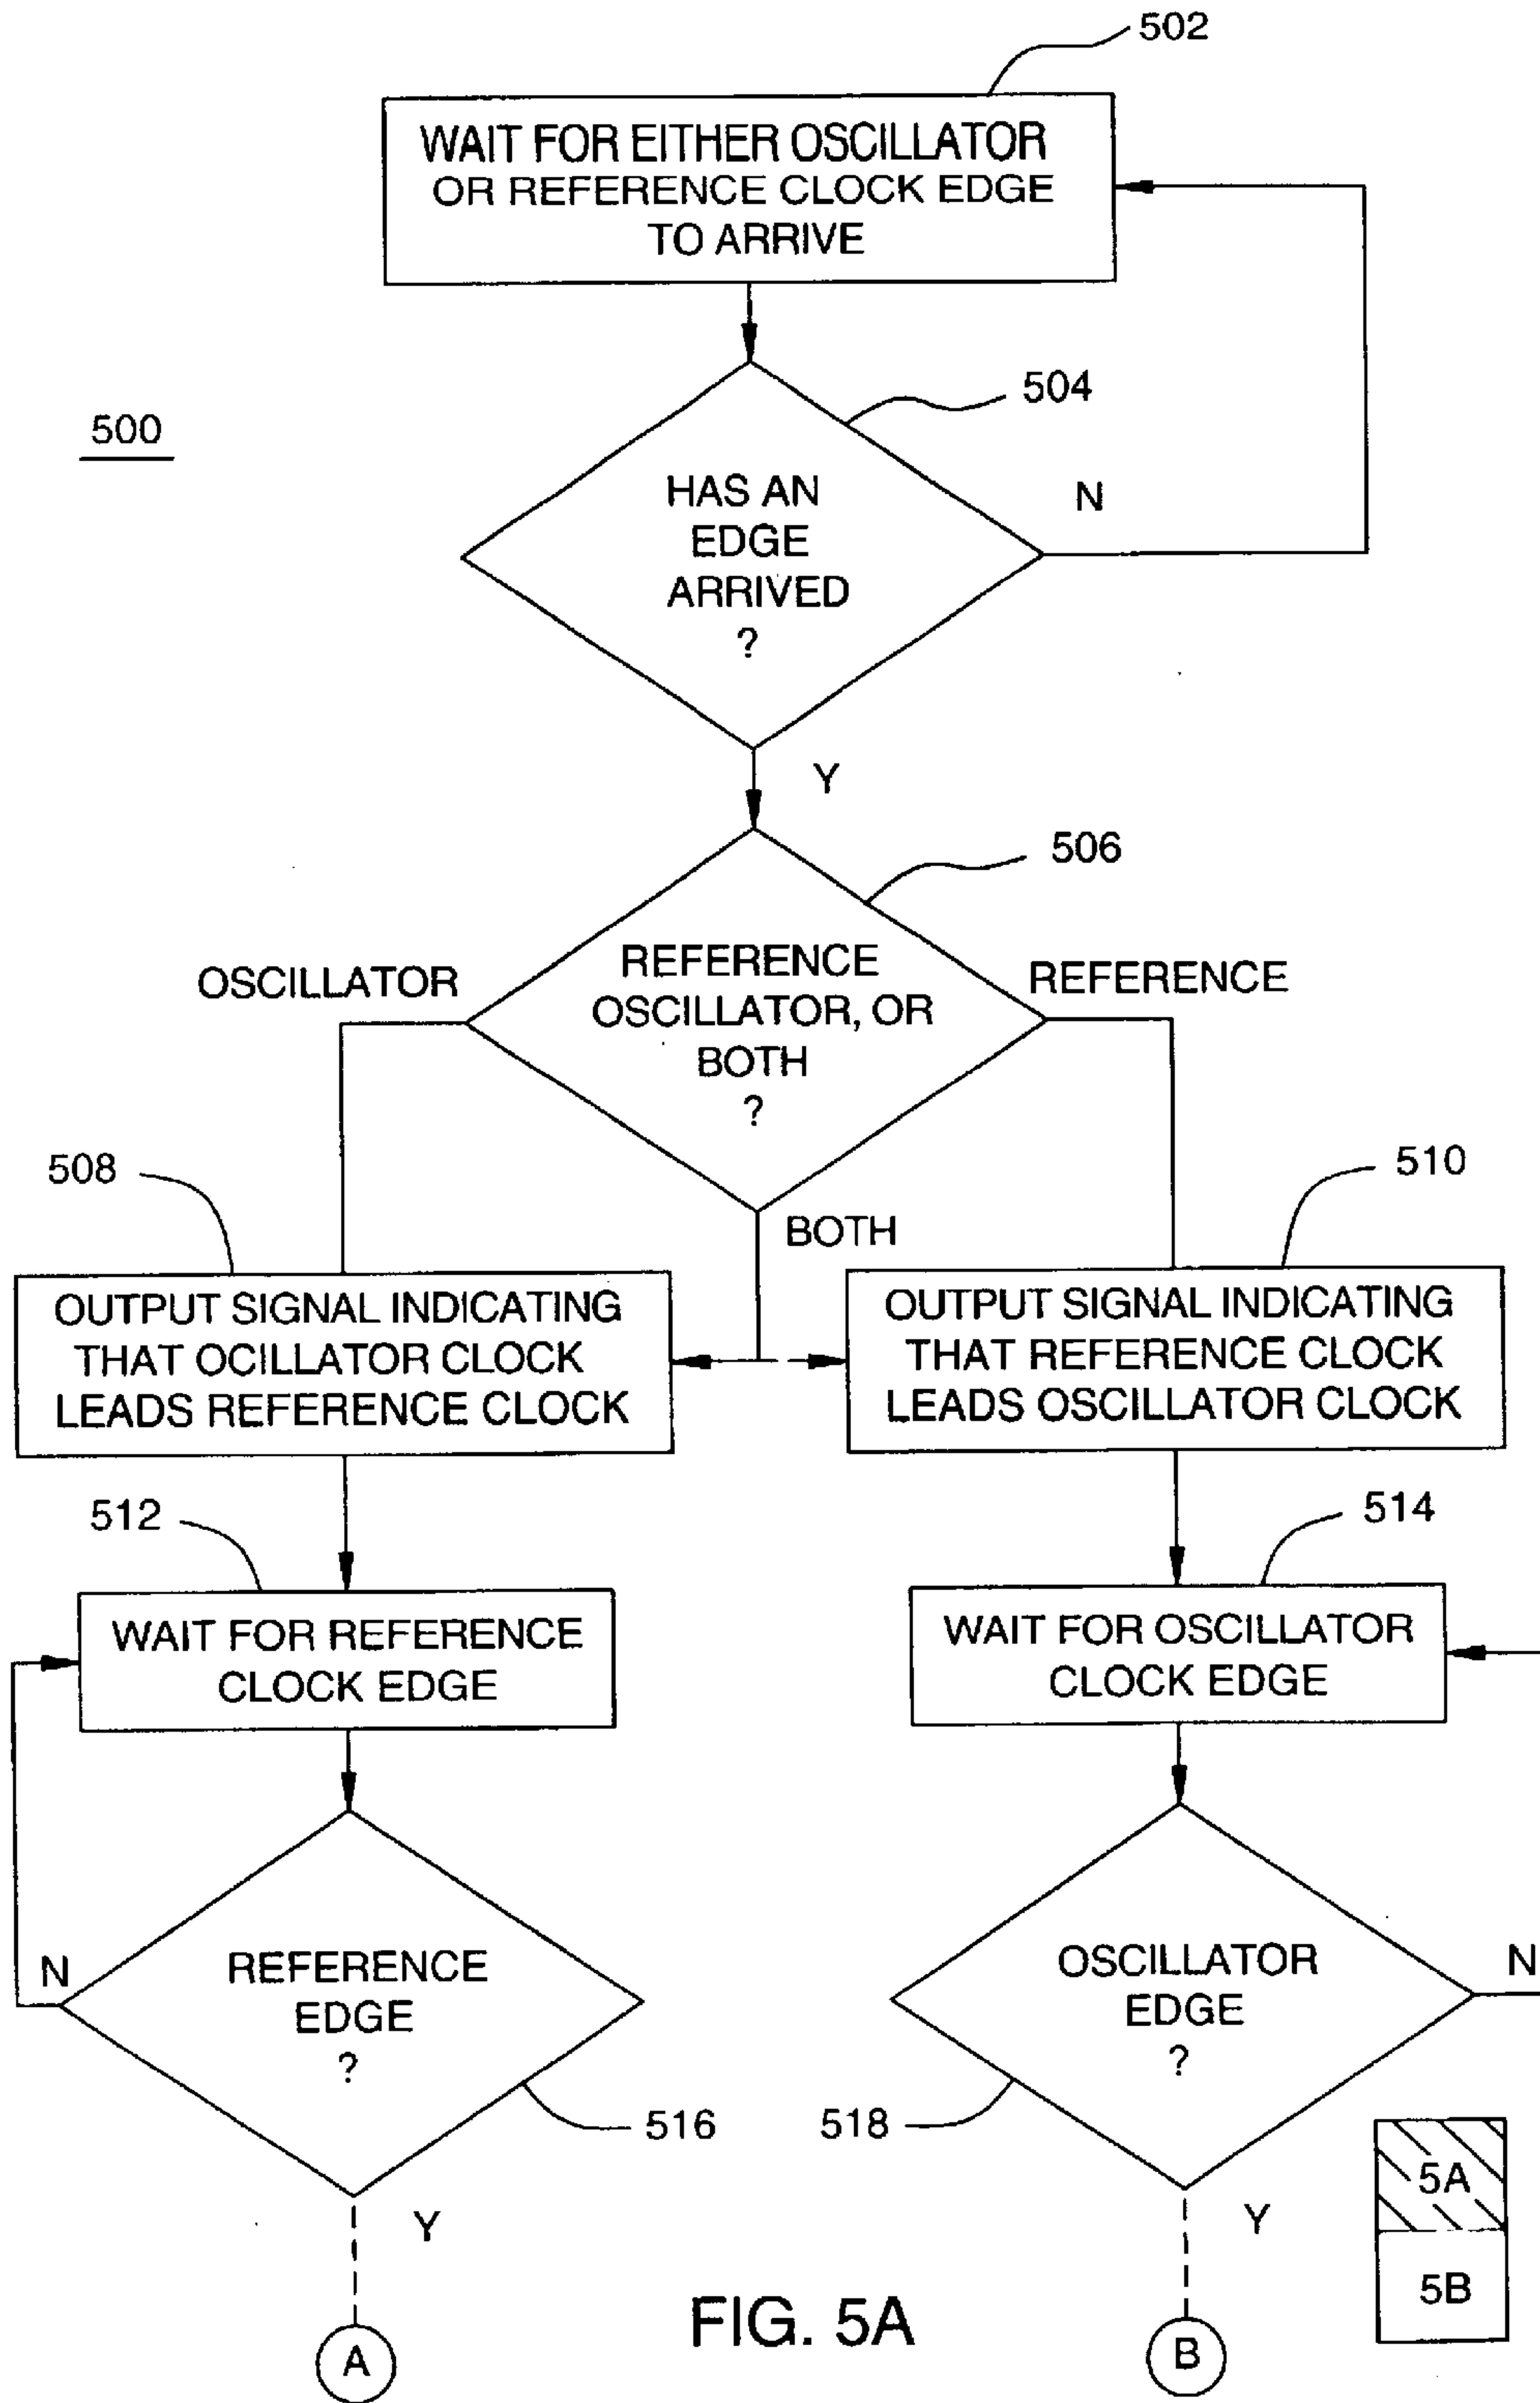 502
WAIT FOR EITHER OSCILLATOR
OR REFERENCE CLOCK EDGE
TO ARRIVE
504
500
HAS AN
EDGE
ARRIVED
?
N
Y
506
OSCILLATOR
REFERENCE
OSCILLATOR, OR
BOTH
?
REFERENCE
508
510
BOTH
OUTPUT SIGNAL INDICATING
THAT OCILLATOR CLOCK
LEADS REFERENCE CLOCK
OUTPUT SIGNAL INDICATING
THAT REFERENCE CLOCK
LEADS OSCILLATOR CLOCK
512
514
WAIT FOR REFERENCE
CLOCK EDGE
WAIT FOR OSCILLATOR
CLOCK EDGE
N
REFERENCE
EDGE
?
OSCILLATOR
EDGE
?
N
516
518
Y
Y
5A
5B
FIG. 5A
A
B